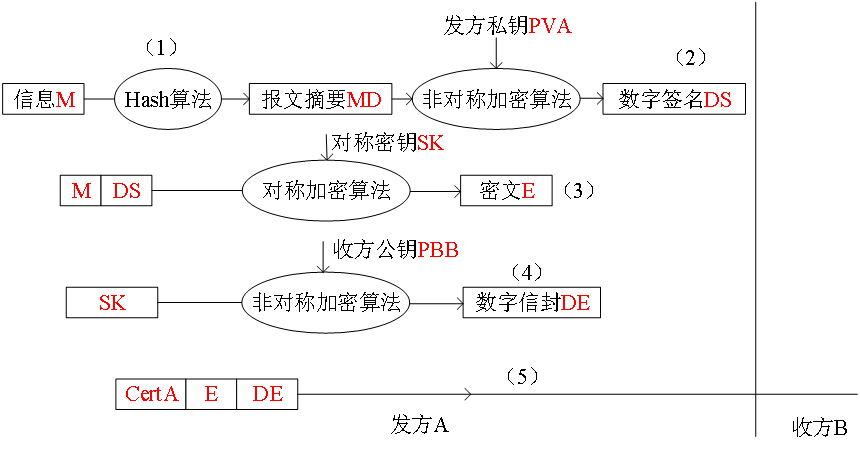 发方私钥PVA
(1)
(2)
信息M
Hash算法
报文摘要MD
非对称加密算法
数字签名DS
对称密钥SK
M
DS
对称加密算法
密文E
(3)
收方公钥PBB
(4)
SK
非对称加密算法
数字信封DE
(5)
CertA
E
DE
发方A
收方B